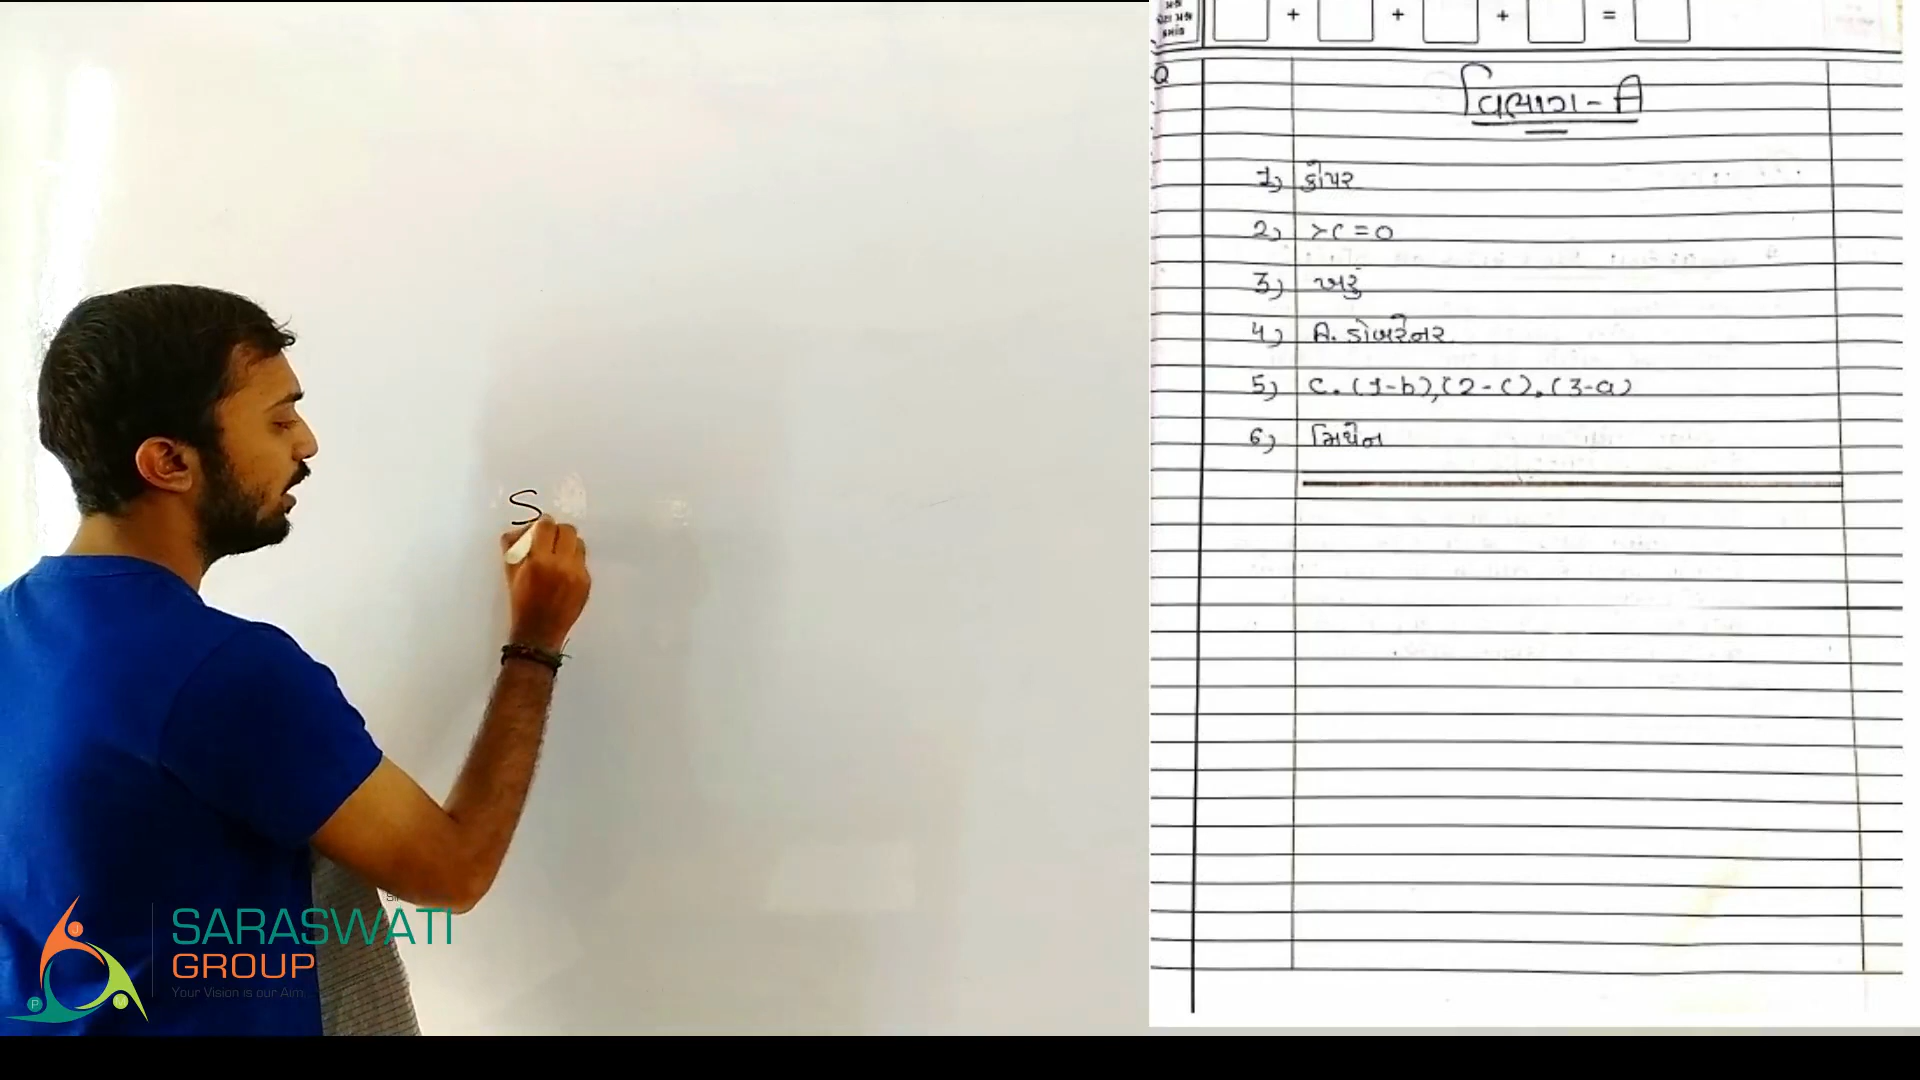 S
SARASWATI
GROUP
Your Vision is our Aim.
J
P
M
+ + + =
Q
વિભાગ - A
1) કોપર
2) >C=O
3) ખરું
4) A. ડોબરેનર
5) C. (1-b), (2-c), (3-a)
6) મિથેન